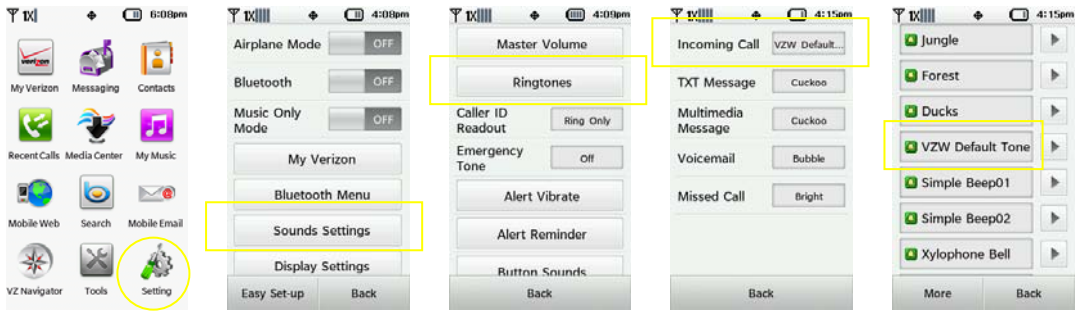 1X 6:08pm
verizon
My Verizon Messaging Contacts
Recent Calls Media Center My Music
Mobile Web Search Mobile Email
VZ Navigator Tools Setting
1X 4:08pm
Airplane Mode OFF
Bluetooth OFF
Music Only
Mode OFF
My Verizon
Bluetooth Menu
Sounds Settings
Display Settings
Easy Set-up Back
1X 4:09pm
Master Volume
Ringtones
Caller ID
Readout Ring Only
Emergency
Tone Off
Alert Vibrate
Alert Reminder
Button Sounds
Back
1X 4:15pm
Incoming Call VZW Default...
TXT Message Cuckoo
Multimedia
Message Cuckoo
Voicemail Bubble
Missed Call Bright
Back
1X 4:15pm
Jungle
Forest
Ducks
VZW Default Tone
Simple Beep01
Simple Beep02
Xylophone Bell
More Back